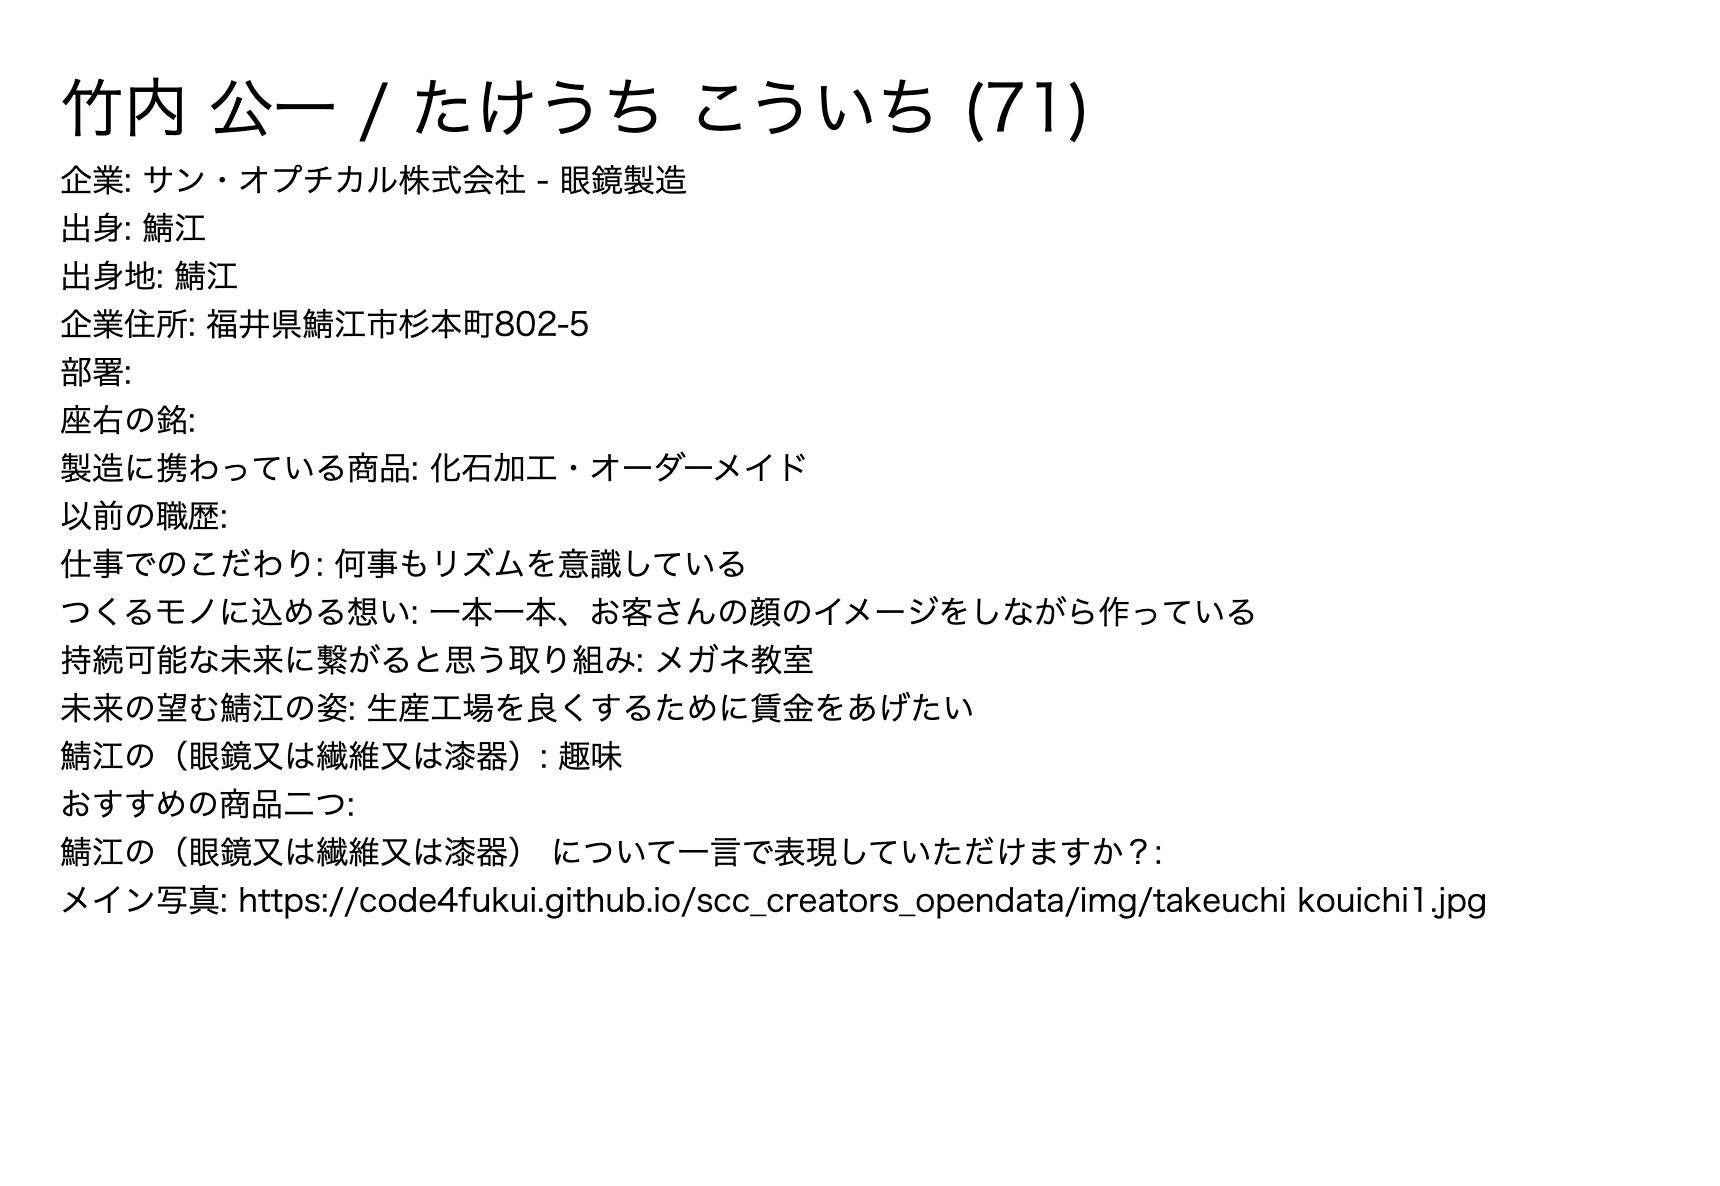 竹内 公一 / たけうち こういち (71)
企業: サン・オプチカル株式会社 - 眼鏡製造
出身: 鯖江
出身地: 鯖江
企業住所: 福井県鯖江市杉本町802-5
部署:
座右の銘:
製造に携わっている商品: 化石加工・オーダーメイド
以前の職歴:
仕事でのこだわり: 何事もリズムを意識している
つくるモノに込める想い: 一本一本、お客さんの顔のイメージをしながら作っている
持続可能な未来に繋がると思う取り組み: メガネ教室
未来の望む鯖江の姿: 生産工場を良くするために賃金をあげたい
鯖江の（眼鏡又は繊維又は漆器）: 趣味
おすすめの商品二つ:
鯖江の（眼鏡又は繊維又は漆器） について一言で表現していただけますか？:
メイン写真: https://code4fukui.github.io/scc_creators_opendata/img/takeuchi kouichi1.jpg